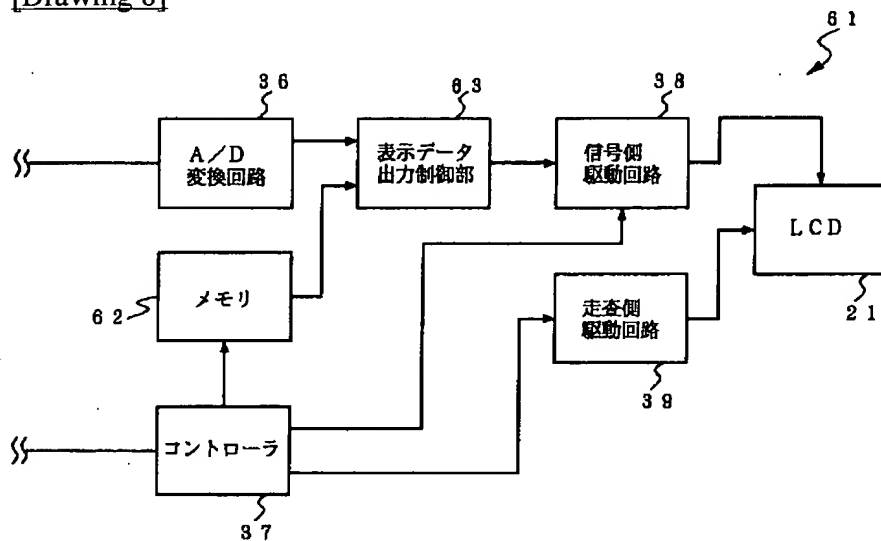 [Drawing 8]
61
36
63
38
A/D
変換回路
表示データ
出力制御部
信号側
駆動回路
LCD
21
メモリ
62
走査側
駆動回路
39
コントローラ
37